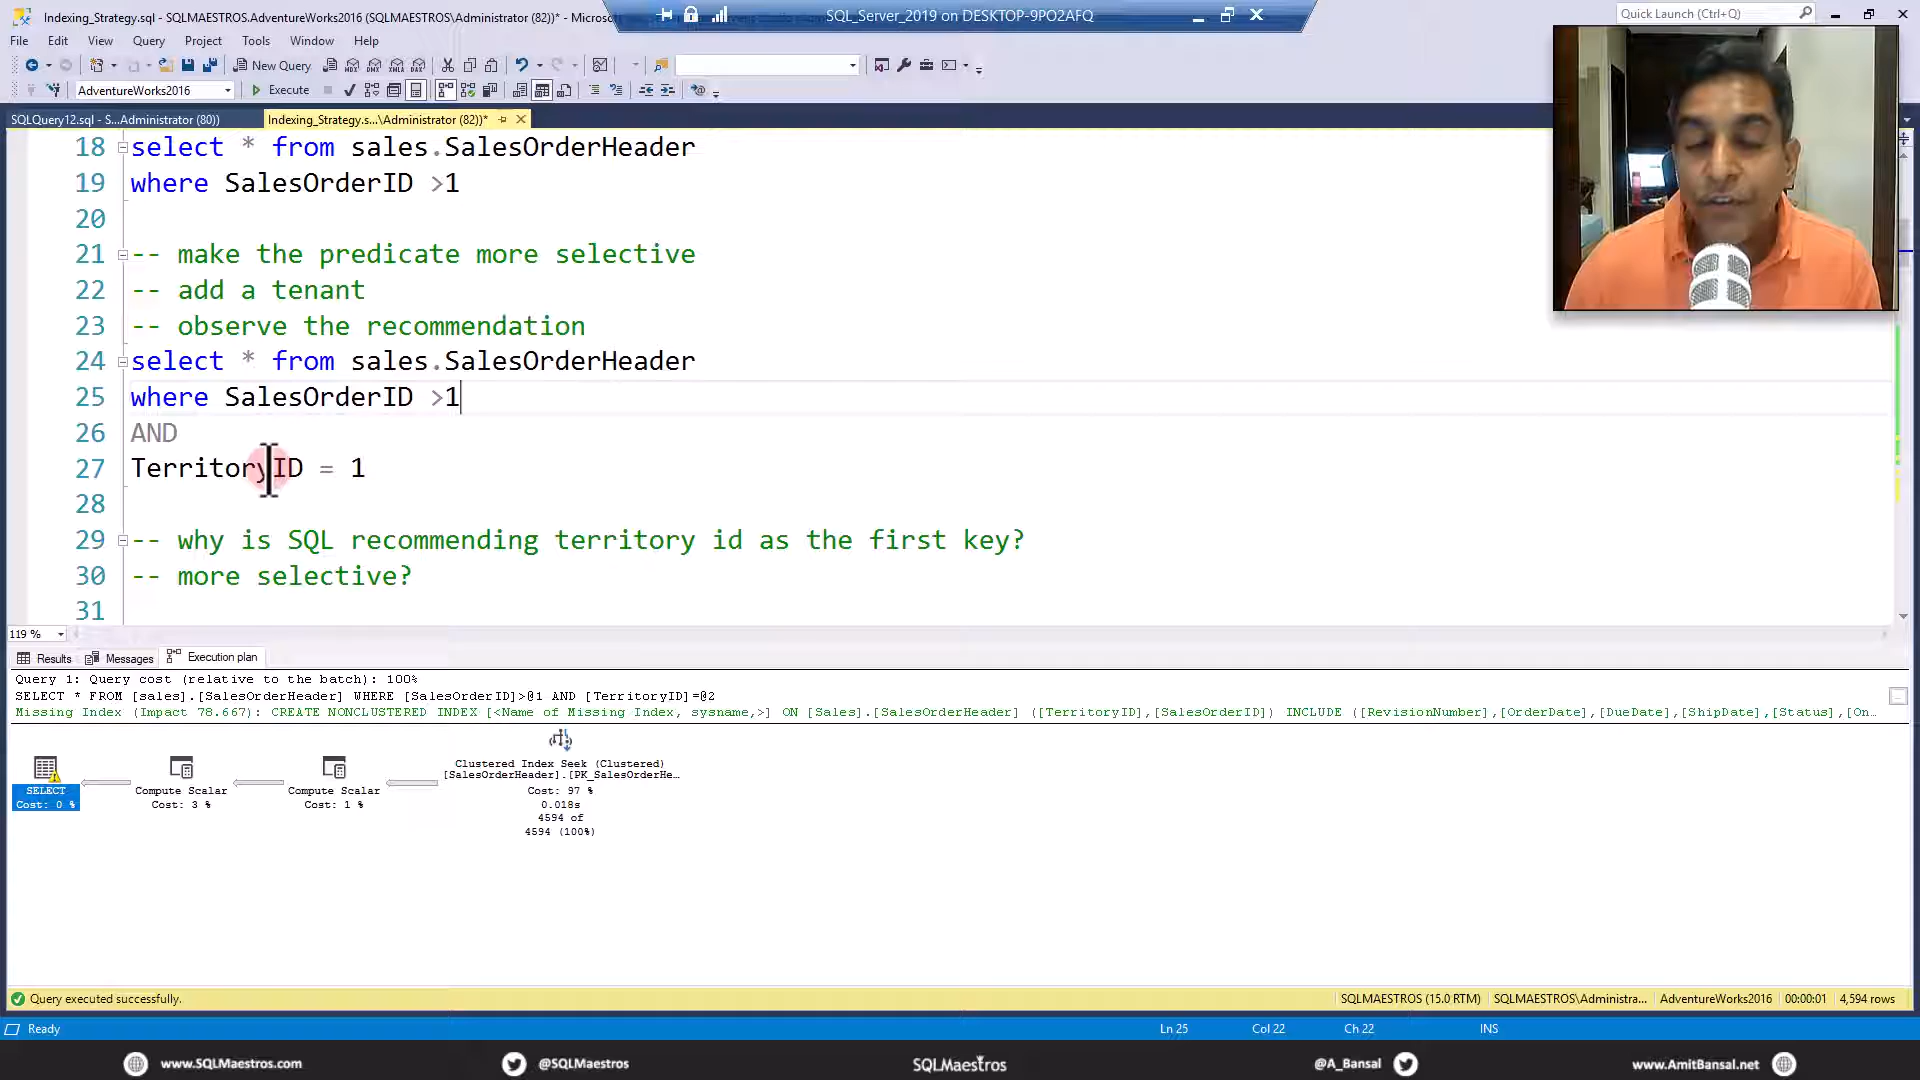 Indexing_Strategy.sql - SQLMAESTROS.AdventureWorks2016 (SQLMAESTROS\Administrator (82))* - Micros
SQL_Server_2019 on DESKTOP-9PO2AFQ
Quick Launch (Ctrl+Q)
File Edit View Query Project Tools Window Help
New Query
AdventureWorks2016
Execute
SQLQuery12.sql - S...Administrator (80))
Indexing_Strategy.s...\Administrator (82))*
18 select * from sales.SalesOrderHeader
19 where SalesOrderID >1
20
21 -- make the predicate more selective
22 -- add a tenant
23 -- observe the recommendation
24 select * from sales.SalesOrderHeader
25 where SalesOrderID >1
26 AND
27 TerritoryID = 1
28
29 -- why is SQL recommending territory id as the first key?
30 -- more selective?
31
119 %
Results Messages Execution plan
Query 1: Query cost (relative to the batch): 100%
SELECT * FROM [sales].[SalesOrderHeader] WHERE [SalesOrderID]>@1 AND [TerritoryID]=@2
Missing Index (Impact 78.667): CREATE NONCLUSTERED INDEX [<Name of Missing Index, sysname,>] ON [Sales].[SalesOrderHeader] ([TerritoryID],[SalesOrderID]) INCLUDE ([RevisionNumber],[OrderDate],[DueDate],[ShipDate],[Status],[On...
SELECT
Cost: 0 %
Compute Scalar
Cost: 3 %
Compute Scalar
Cost: 1 %
Clustered Index Seek (Clustered)
[SalesOrderHeader].[PK_SalesOrderHe...
Cost: 97 %
0.018s
4594 of
4594 (100%)
Query executed successfully.
SQLMAESTROS (15.0 RTM) SQLMAESTROS\Administra... AdventureWorks2016 00:00:01 4,594 rows
Ready
Ln 25 Col 22 Ch 22 INS
www.SQLMaestros.com
@SQLMaestros
SQLMaestros
@A_Bansal
www.AmitBansal.net